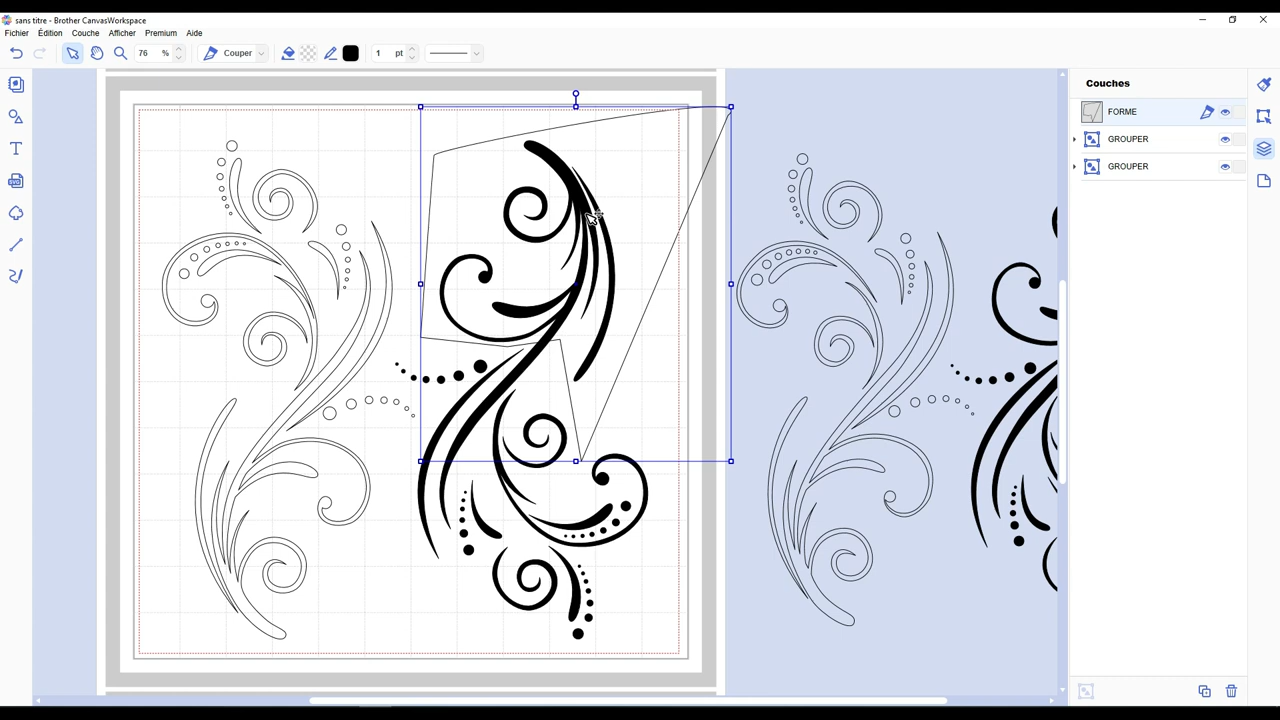 sans titre - Brother CanvasWorkspace
Fichier Édition Couche Afficher Premium Aide
76 % Couper 1 pt
Couches
FORME
GROUPER
GROUPER